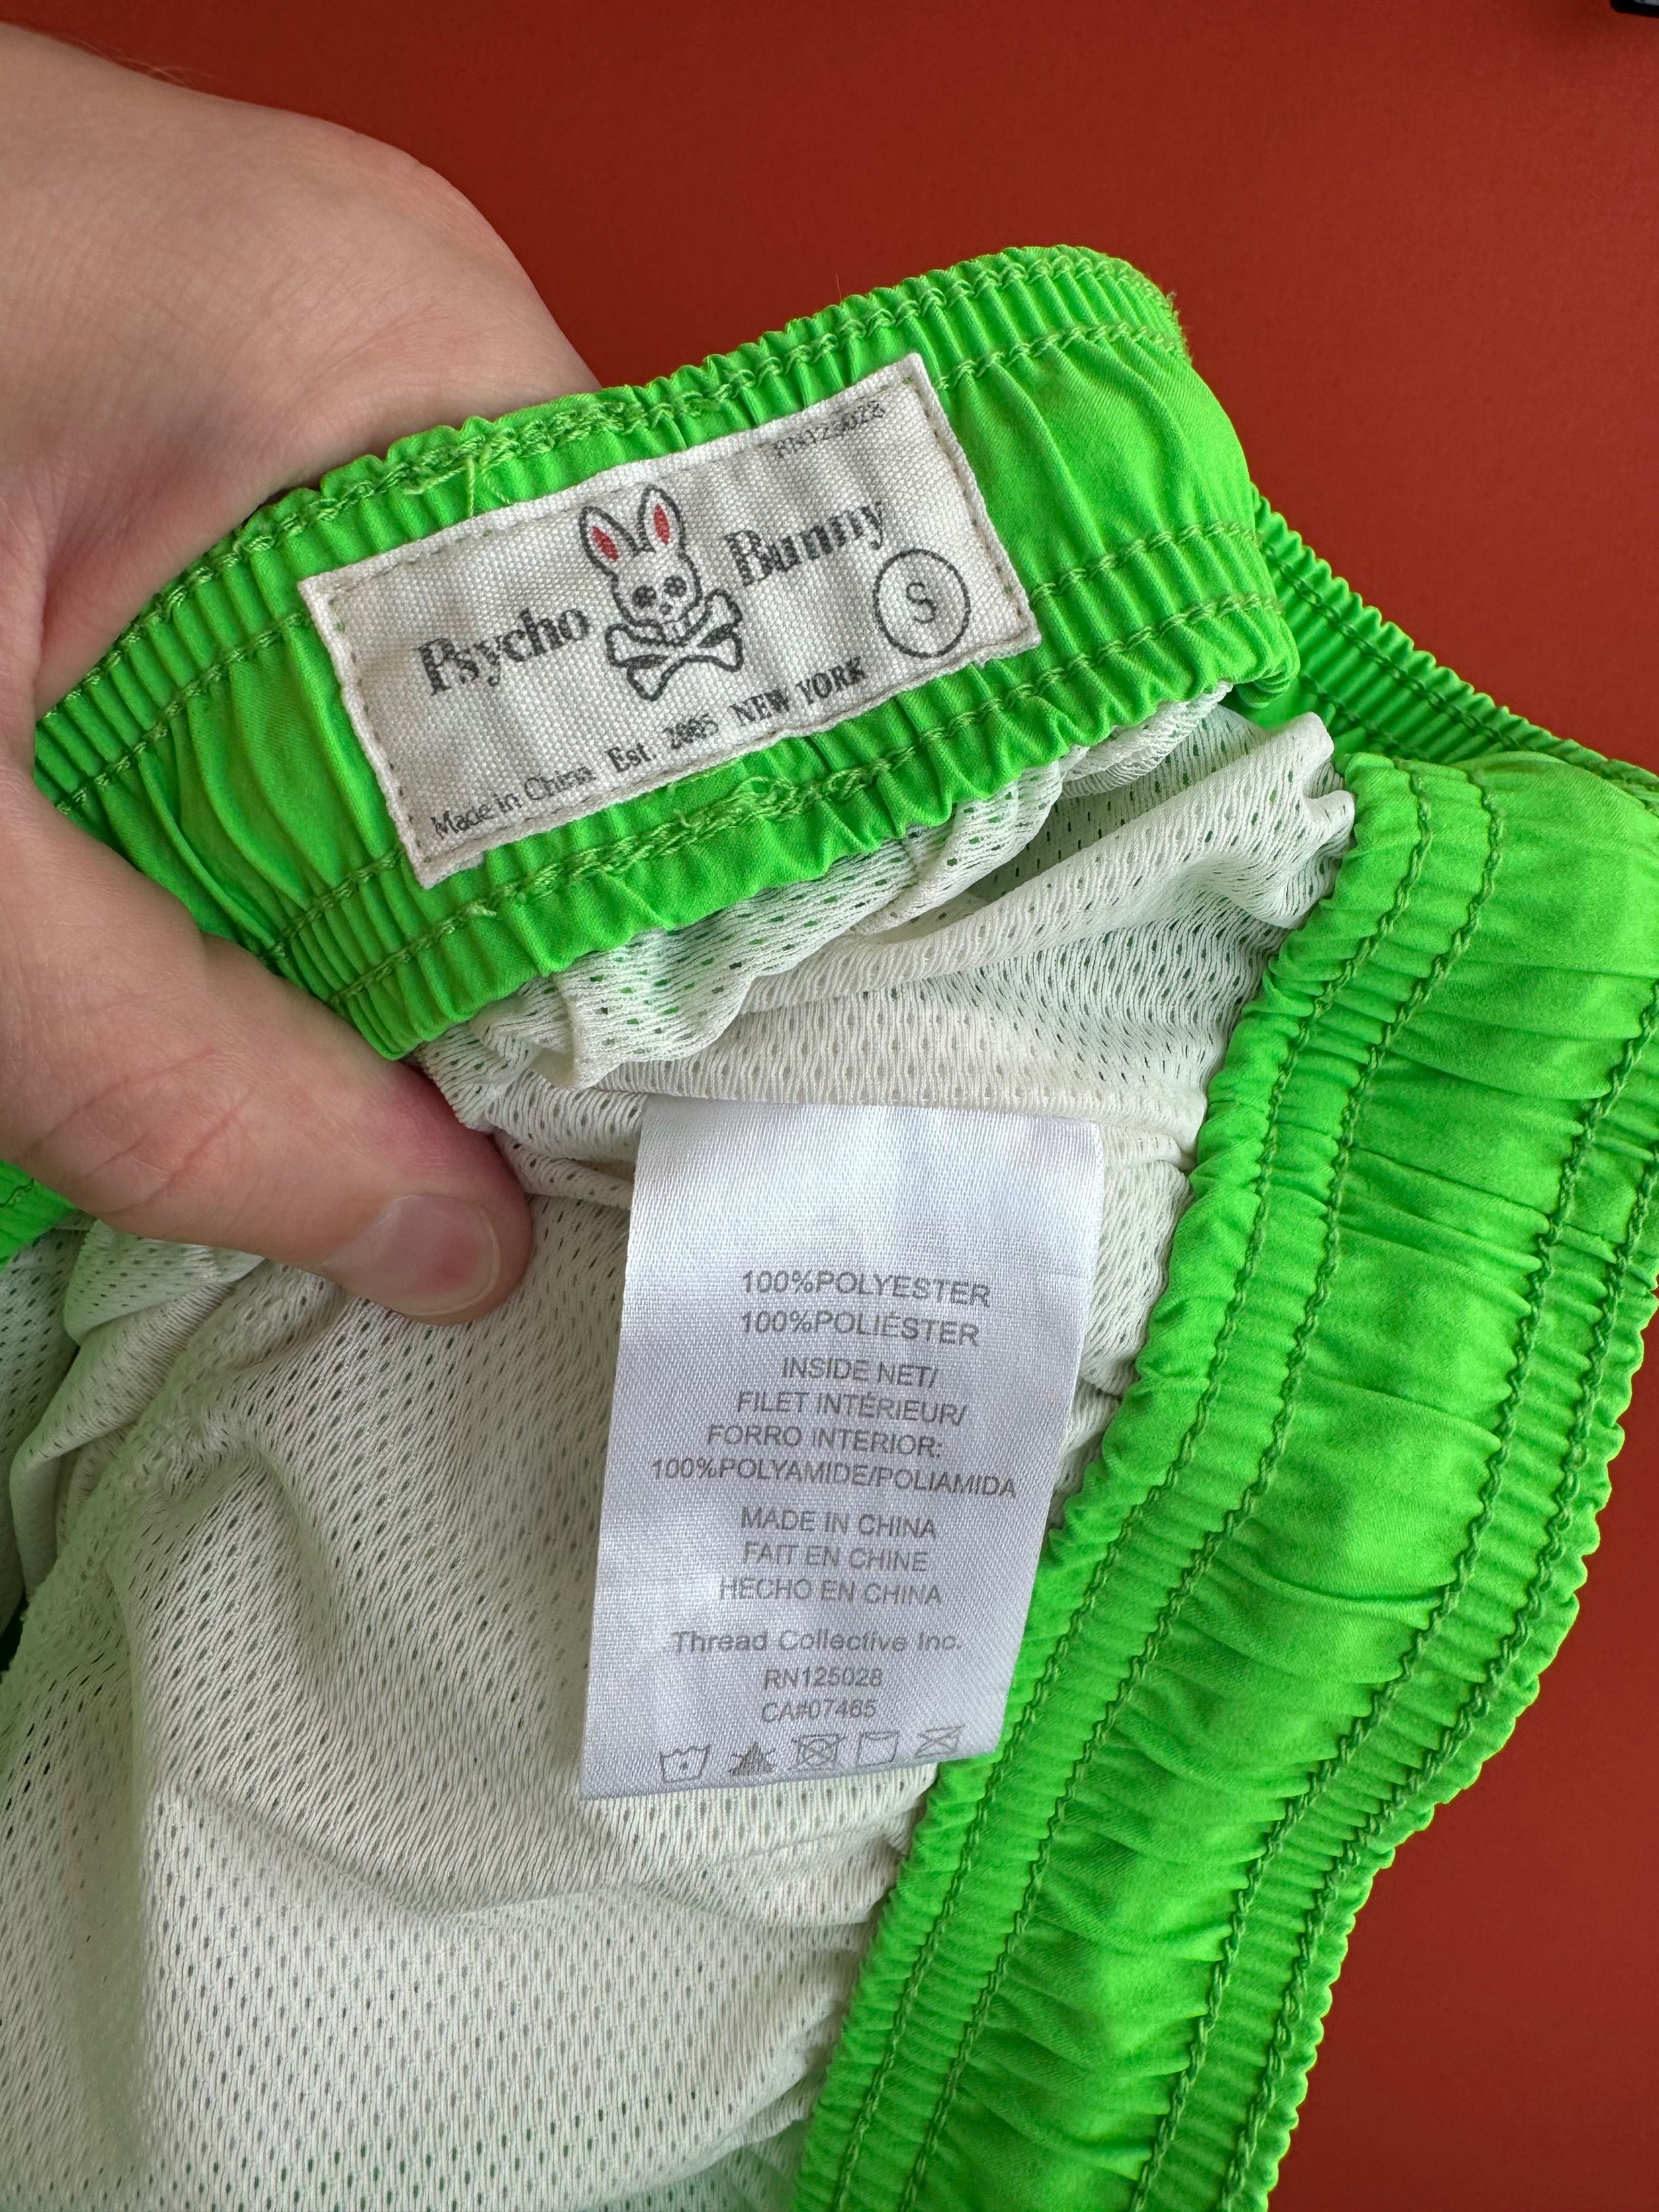 RN125028
Psycho Bunny
S
Est. 2005 NEW YORK
Made in China
100%POLYESTER
100%POLIÉSTER
INSIDE NET/
FILET INTÉRIEUR/
FORRO INTERIOR:
100%POLYAMIDE/POLIAMIDA
MADE IN CHINA
FAIT EN CHINE
HECHO EN CHINA
Thread Collective Inc.
RN125028
CA#07465